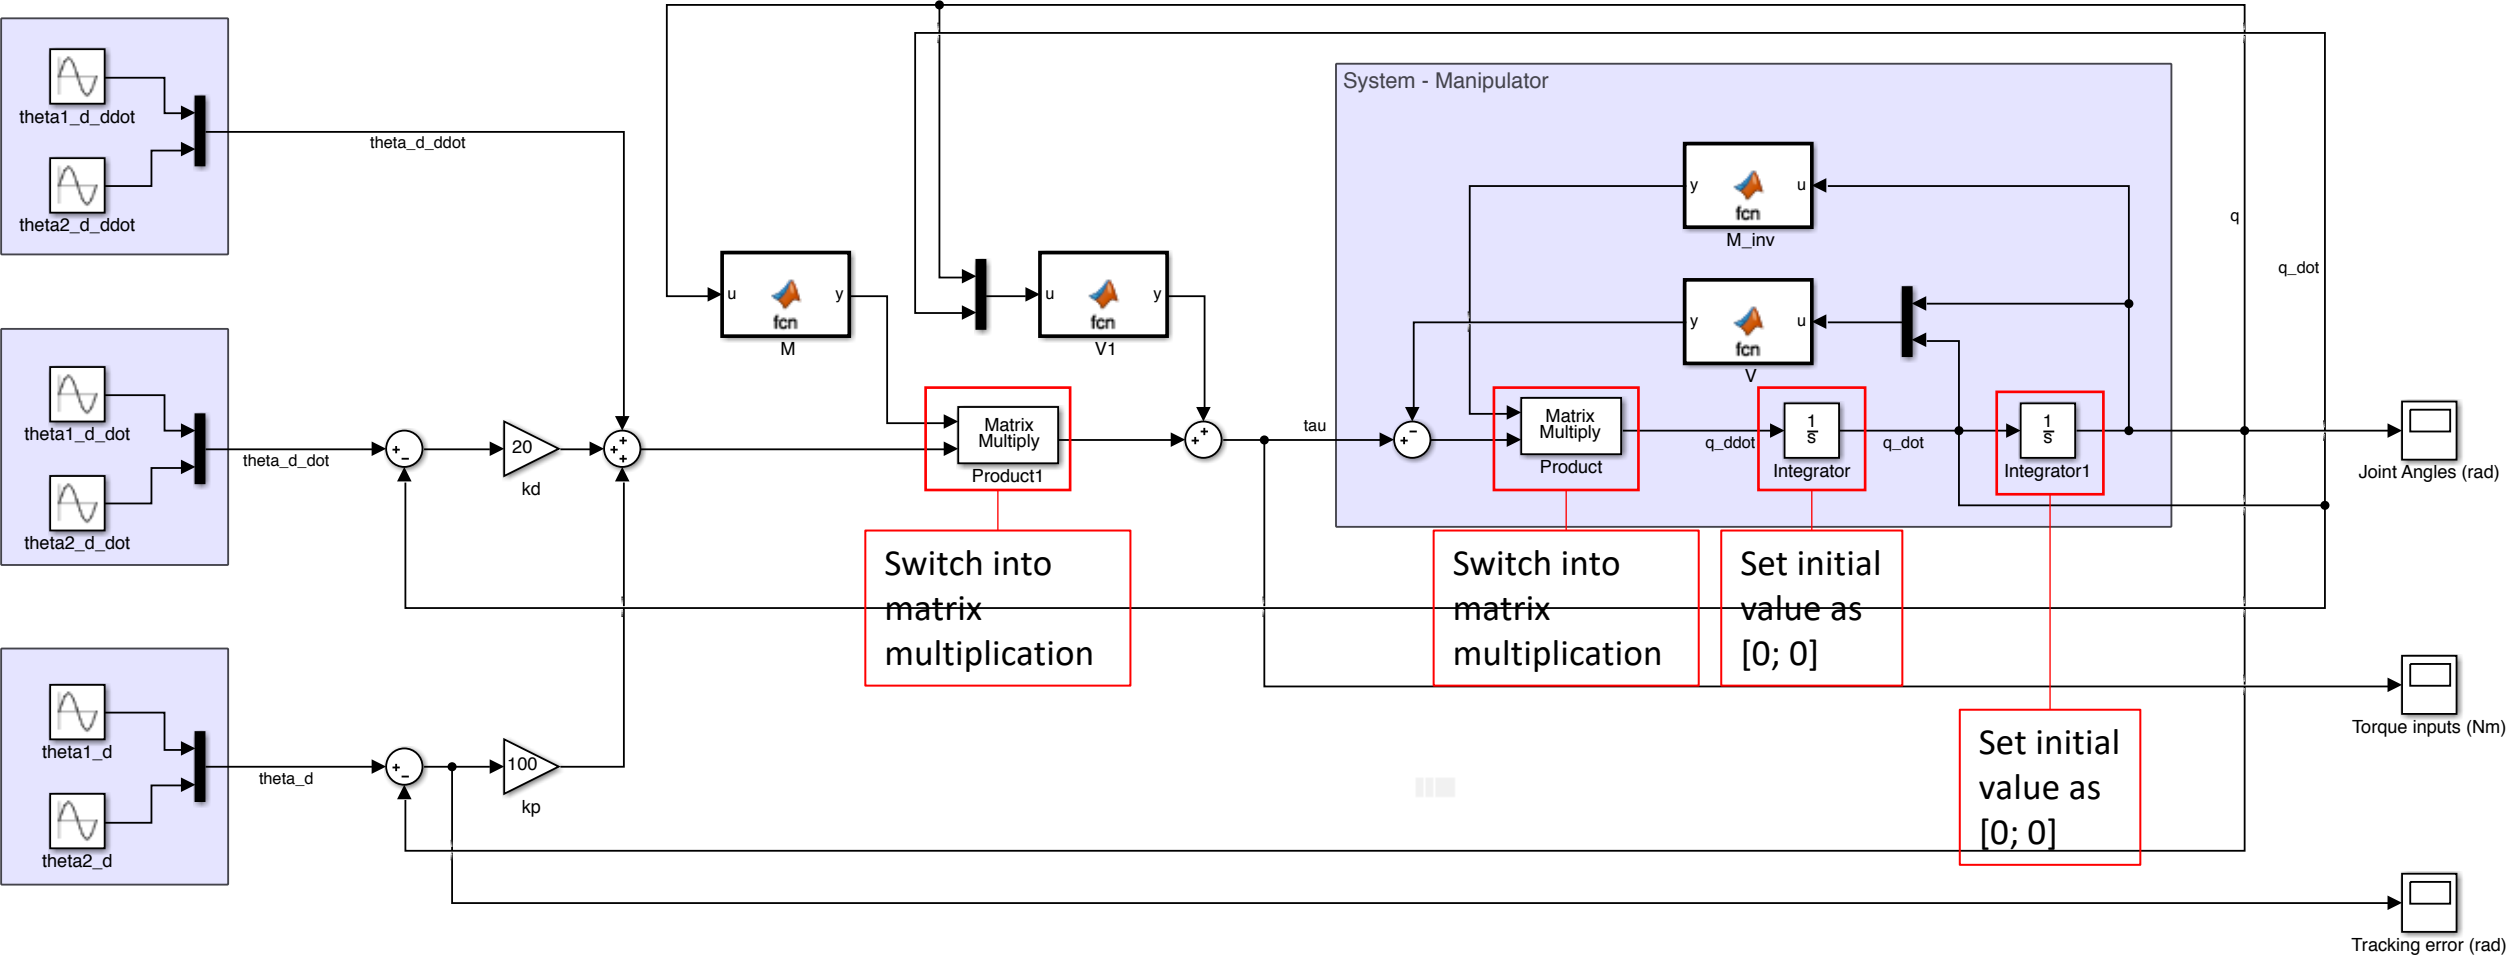 System - Manipulator
theta1_d_ddot
theta_d_ddot
theta2_d_ddot
y
fcn
u
M_inv
q
q_dot
u
fcn
y
M
u
fcn
y
V1
y
fcn
u
V
theta1_d_dot
theta_d_dot
theta2_d_dot
+
-
20
kd
+
+
+
Matrix
Multiply
Product1
+
+
tau
+
-
Matrix
Multiply
Product
q_ddot
1
s
Integrator
q_dot
1
s
Integrator1
Joint Angles (rad)
Switch into
matrix
multiplication
Switch into
matrix
multiplication
Set initial
value as
[0; 0]
Set initial
value as
[0; 0]
theta1_d
theta_d
theta2_d
+
-
100
kp
Torque inputs (Nm)
Tracking error (rad)